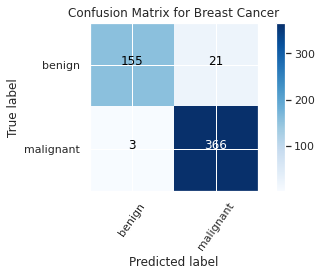 Confusion Matrix for Breast Cancer
True label
benign
malignant
155
21
3
366
300
200
100
benign
malignant
Predicted label